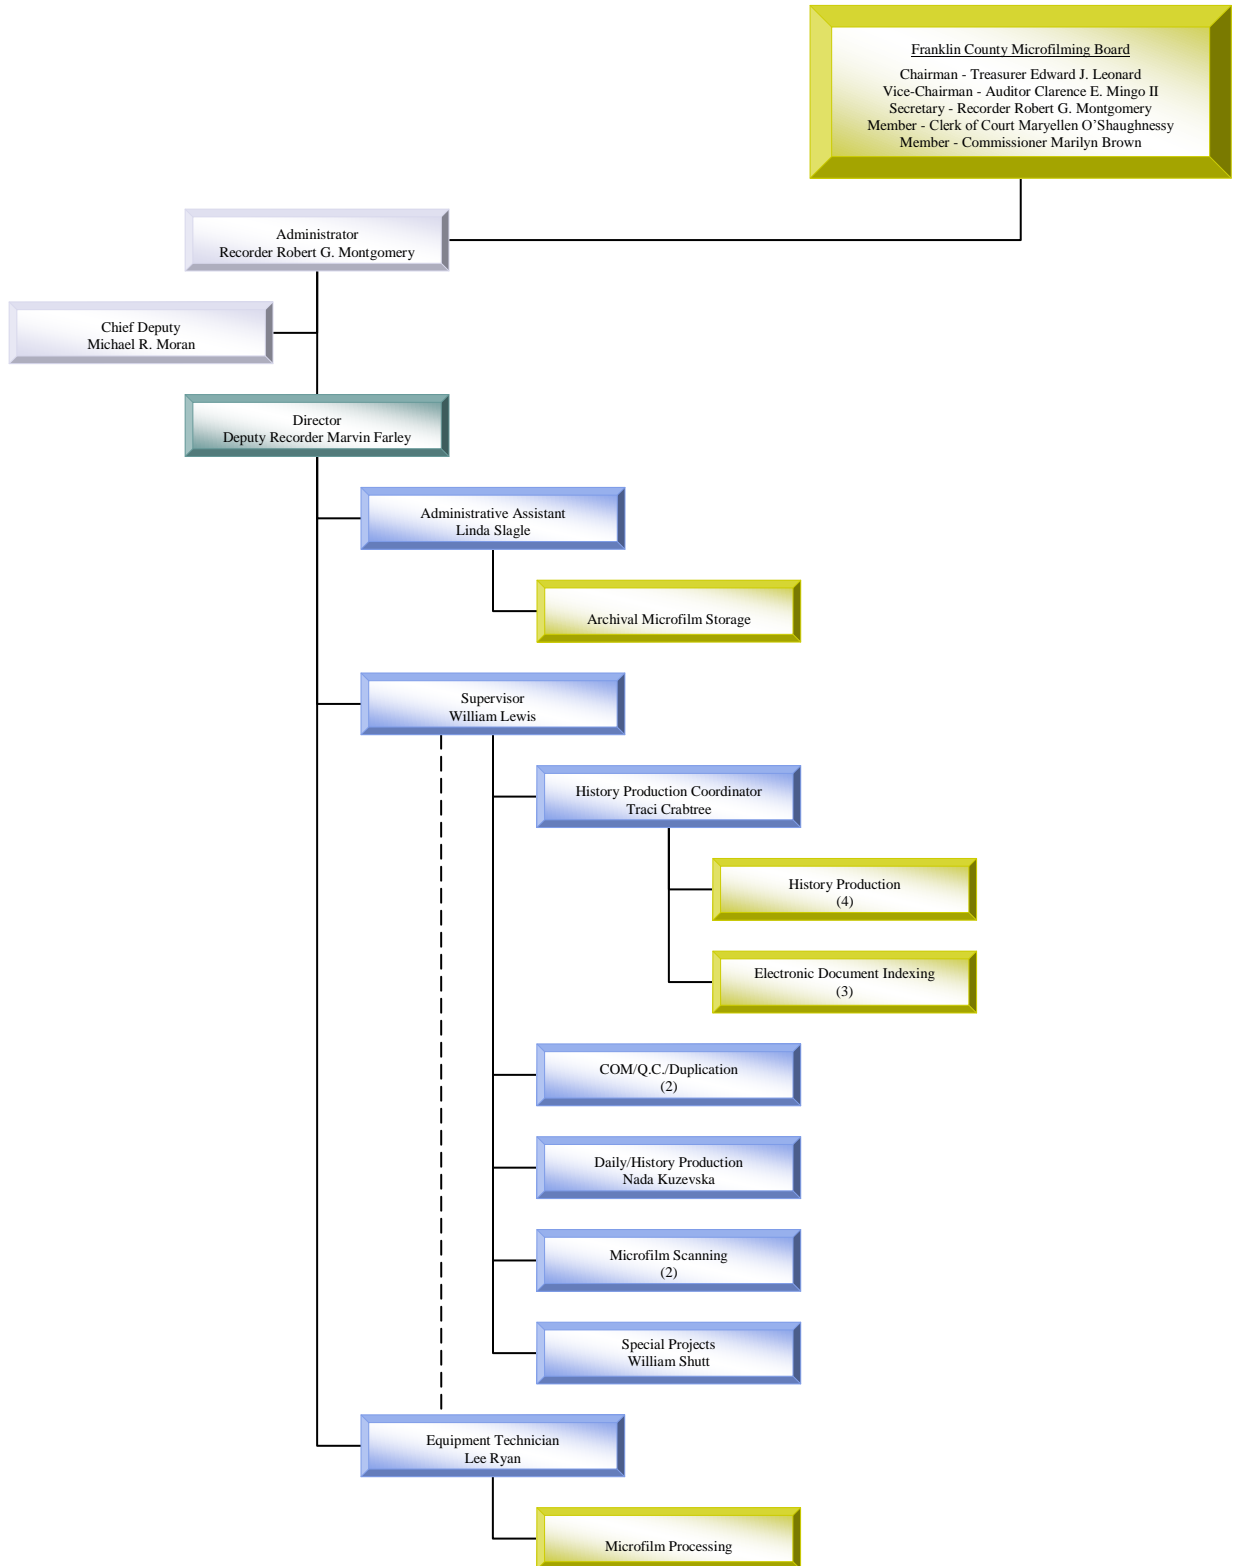 Franklin County Microfilming Board
Chairman - Treasurer Edward J. Leonard
Vice-Chairman - Auditor Clarence E. Mingo II
Secretary - Recorder Robert G. Montgomery
Member - Clerk of Court Maryellen O’Shaughnessy
Member - Commissioner Marilyn Brown
Administrator
Recorder Robert G. Montgomery
Chief Deputy
Michael R. Moran
Director
Deputy Recorder Marvin Farley
Administrative Assistant
Linda Slagle
Archival Microfilm Storage
Supervisor
William Lewis
History Production Coordinator
Traci Crabtree
History Production
(4)
Electronic Document Indexing
(3)
COM/Q.C./Duplication
(2)
Daily/History Production
Nada Kuzevska
Microfilm Scanning
(2)
Special Projects
William Shutt
Equipment Technician
Lee Ryan
Microfilm Processing